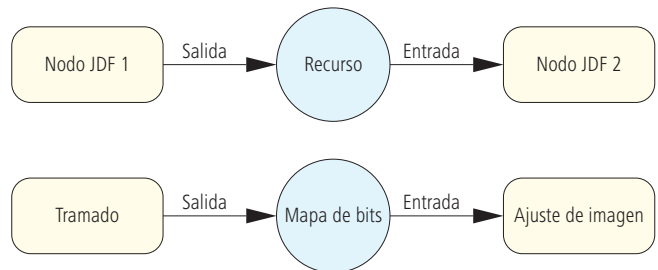 Nodo JDF 1
Salida
Recurso
Entrada
Nodo JDF 2
Tramado
Salida
Mapa de bits
Entrada
Ajuste de imagen